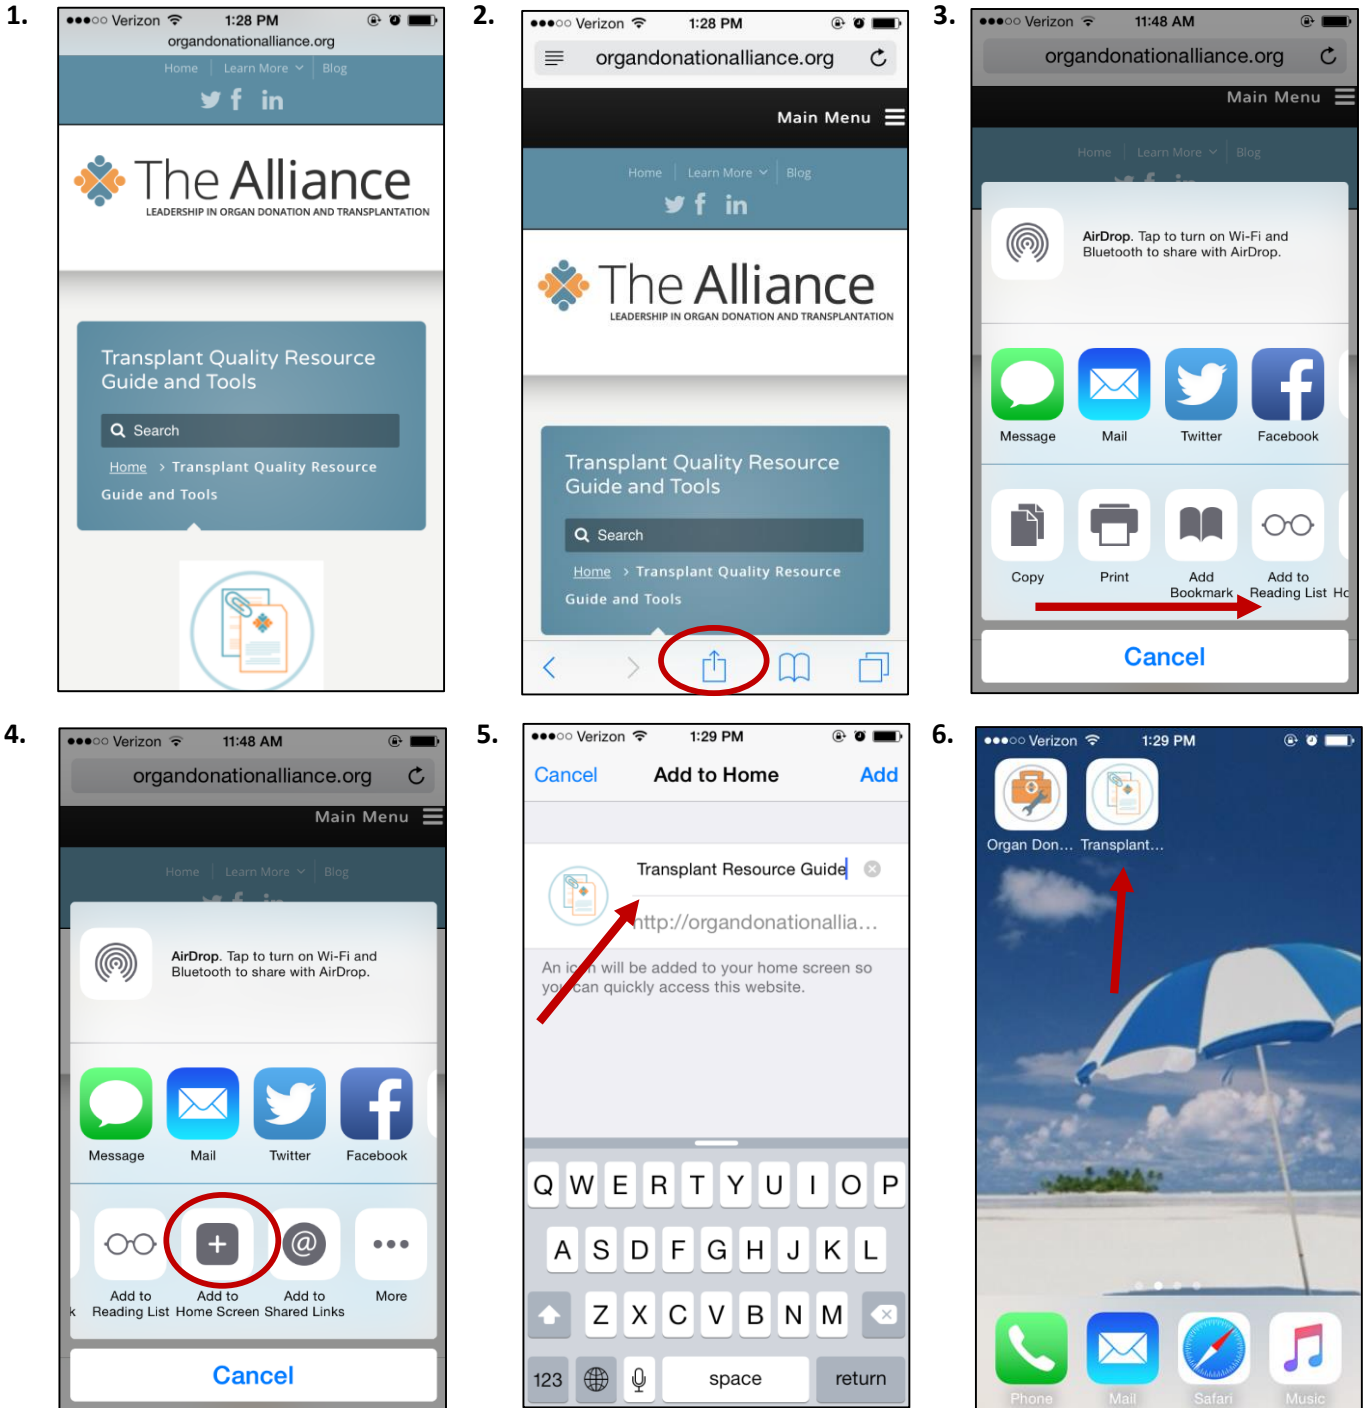 1.
●●●○○ Verizon 1:28 PM
organdonationalliance.org
Home Learn More Blog
The Alliance
LEADERSHIP IN ORGAN DONATION AND TRANSPLANTATION
Transplant Quality Resource
Guide and Tools
Search
Home > Transplant Quality Resource
Guide and Tools
2.
●●●○○ Verizon 1:28 PM
organdonationalliance.org
Main Menu
Home Learn More Blog
The Alliance
LEADERSHIP IN ORGAN DONATION AND TRANSPLANTATION
Transplant Quality Resource
Guide and Tools
Search
Home > Transplant Quality Resource
Guide and Tools
3.
●●●○○ Verizon 11:48 AM
organdonationalliance.org
Main Menu
Home Learn More Blog
AirDrop. Tap to turn on Wi-Fi and
Bluetooth to share with AirDrop.
Message Mail Twitter Facebook
Copy Print Add Add to
Bookmark Reading List Ho
Cancel
4.
●●●○○ Verizon 11:48 AM
organdonationalliance.org
Main Menu
Home Learn More Blog
AirDrop. Tap to turn on Wi-Fi and
Bluetooth to share with AirDrop.
Message Mail Twitter Facebook
Add to Add to Add to More
k Reading List Home Screen Shared Links
Cancel
5.
●●●○○ Verizon 1:29 PM
Cancel Add to Home Add
Transplant Resource Guide
http://organdonationallia...
An icon will be added to your home screen so
you can quickly access this website.
Q W E R T Y U I O P
A S D F G H J K L
Z X C V B N M
123 space return
6.
●●●○○ Verizon 1:29 PM
Organ Don... Transplant...
Phone Mail Safari Music